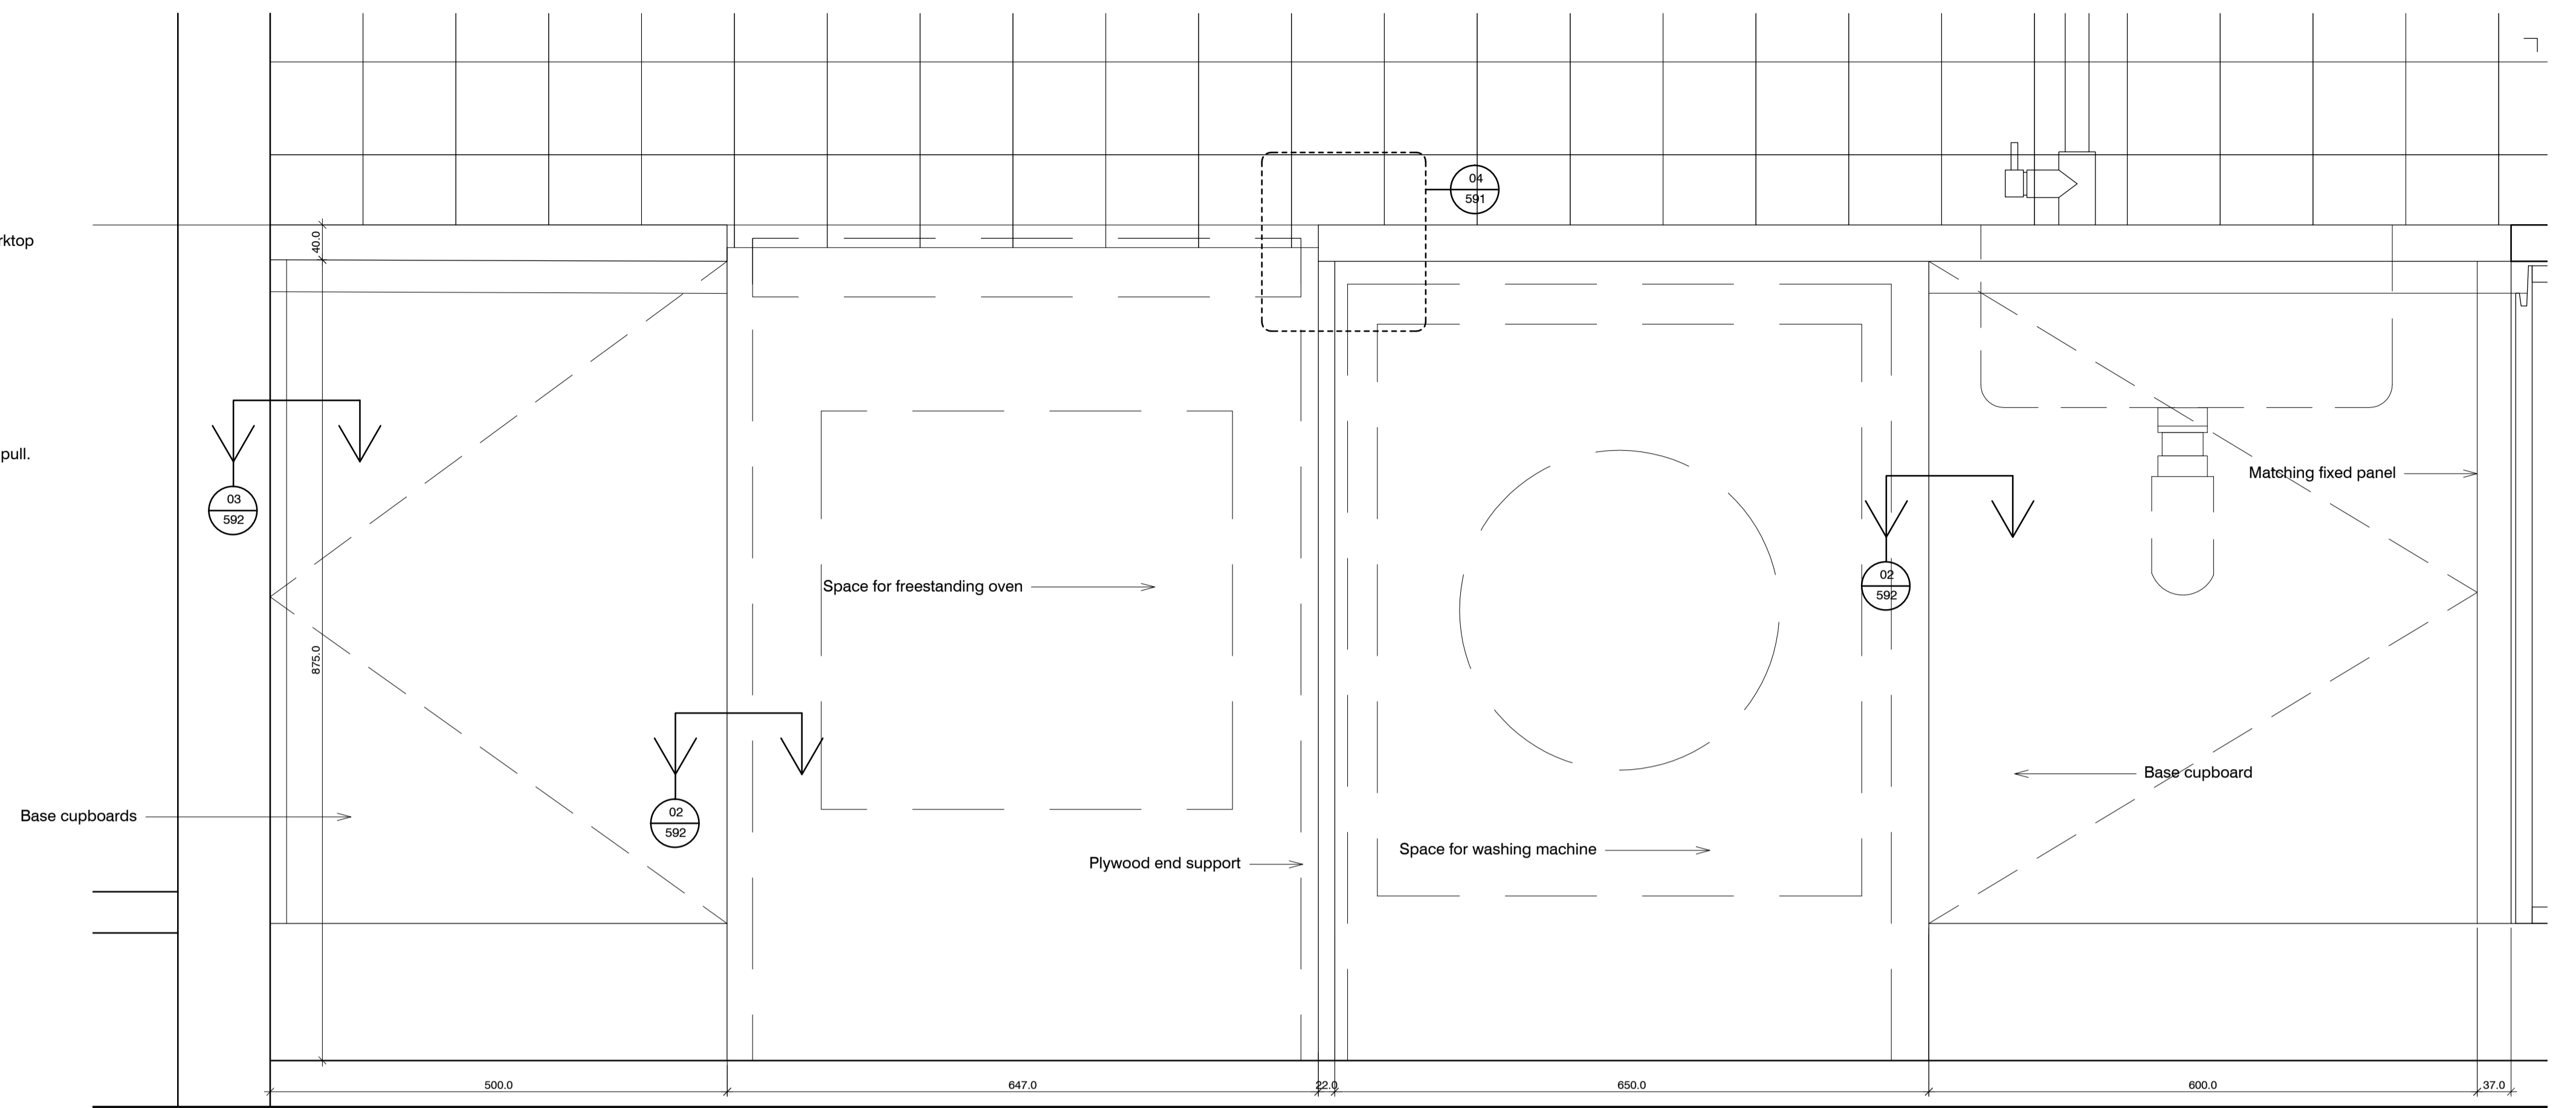 04
591
rktop
40.0
pull.
Matching fixed panel
03
592
02
592
Space for freestanding oven
875.0
Base cupboard
Base cupboards
02
592
Space for washing machine
Plywood end support
500.0
647.0
22.0
650.0
600.0
37.0